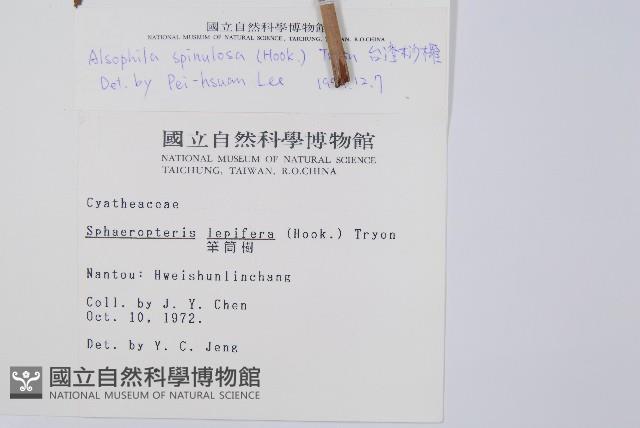 國立自然科學博物館
NATIONAL MUSEUM OF NATURAL SCIENCE, TAICHUNG, TAIWAN, R.O.CHINA
Alsophila spinulosa (Hook.) Tryon 台灣桫欏
Det. by Pei-hsuan Lee 12.7
國立自然科學博物館
NATIONAL MUSEUM OF NATURAL SCIENCE
TAICHUNG, TAIWAN, R.O.CHINA
Cyatheaceae
Sphaeropteris lepifera (Hook.) Tryon
筆筒樹
Nantou: Hweishunlinchang
Coll. by J. Y. Chen
Oct. 10, 1972.
Det. by Y. C. Jeng
國立自然科學博物館
NATIONAL MUSEUM OF NATURAL SCIENCE